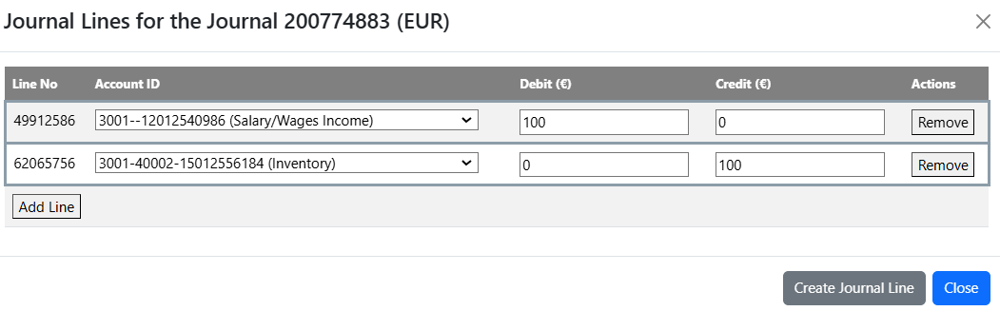 Journal Lines for the Journal 200774883 (EUR)
Line No Account ID Debit (€) Credit (€) Actions
49912586 3001--12012540986 (Salary/Wages Income) 100 0 Remove
62065756 3001-40002-15012556184 (Inventory) 0 100 Remove
Add Line
Create Journal Line Close